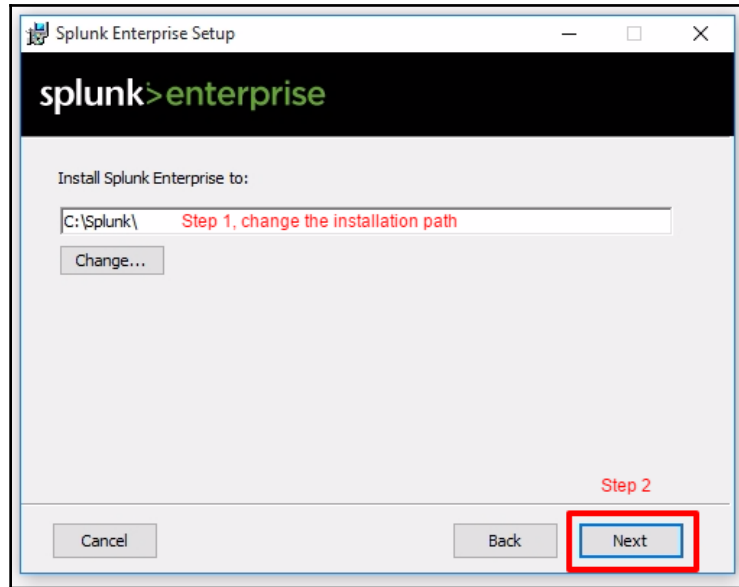 Splunk Enterprise Setup
splunk>enterprise
Install Splunk Enterprise to:
C:\Splunk\ Step 1, change the installation path
Change...
Step 2
Cancel Back Next